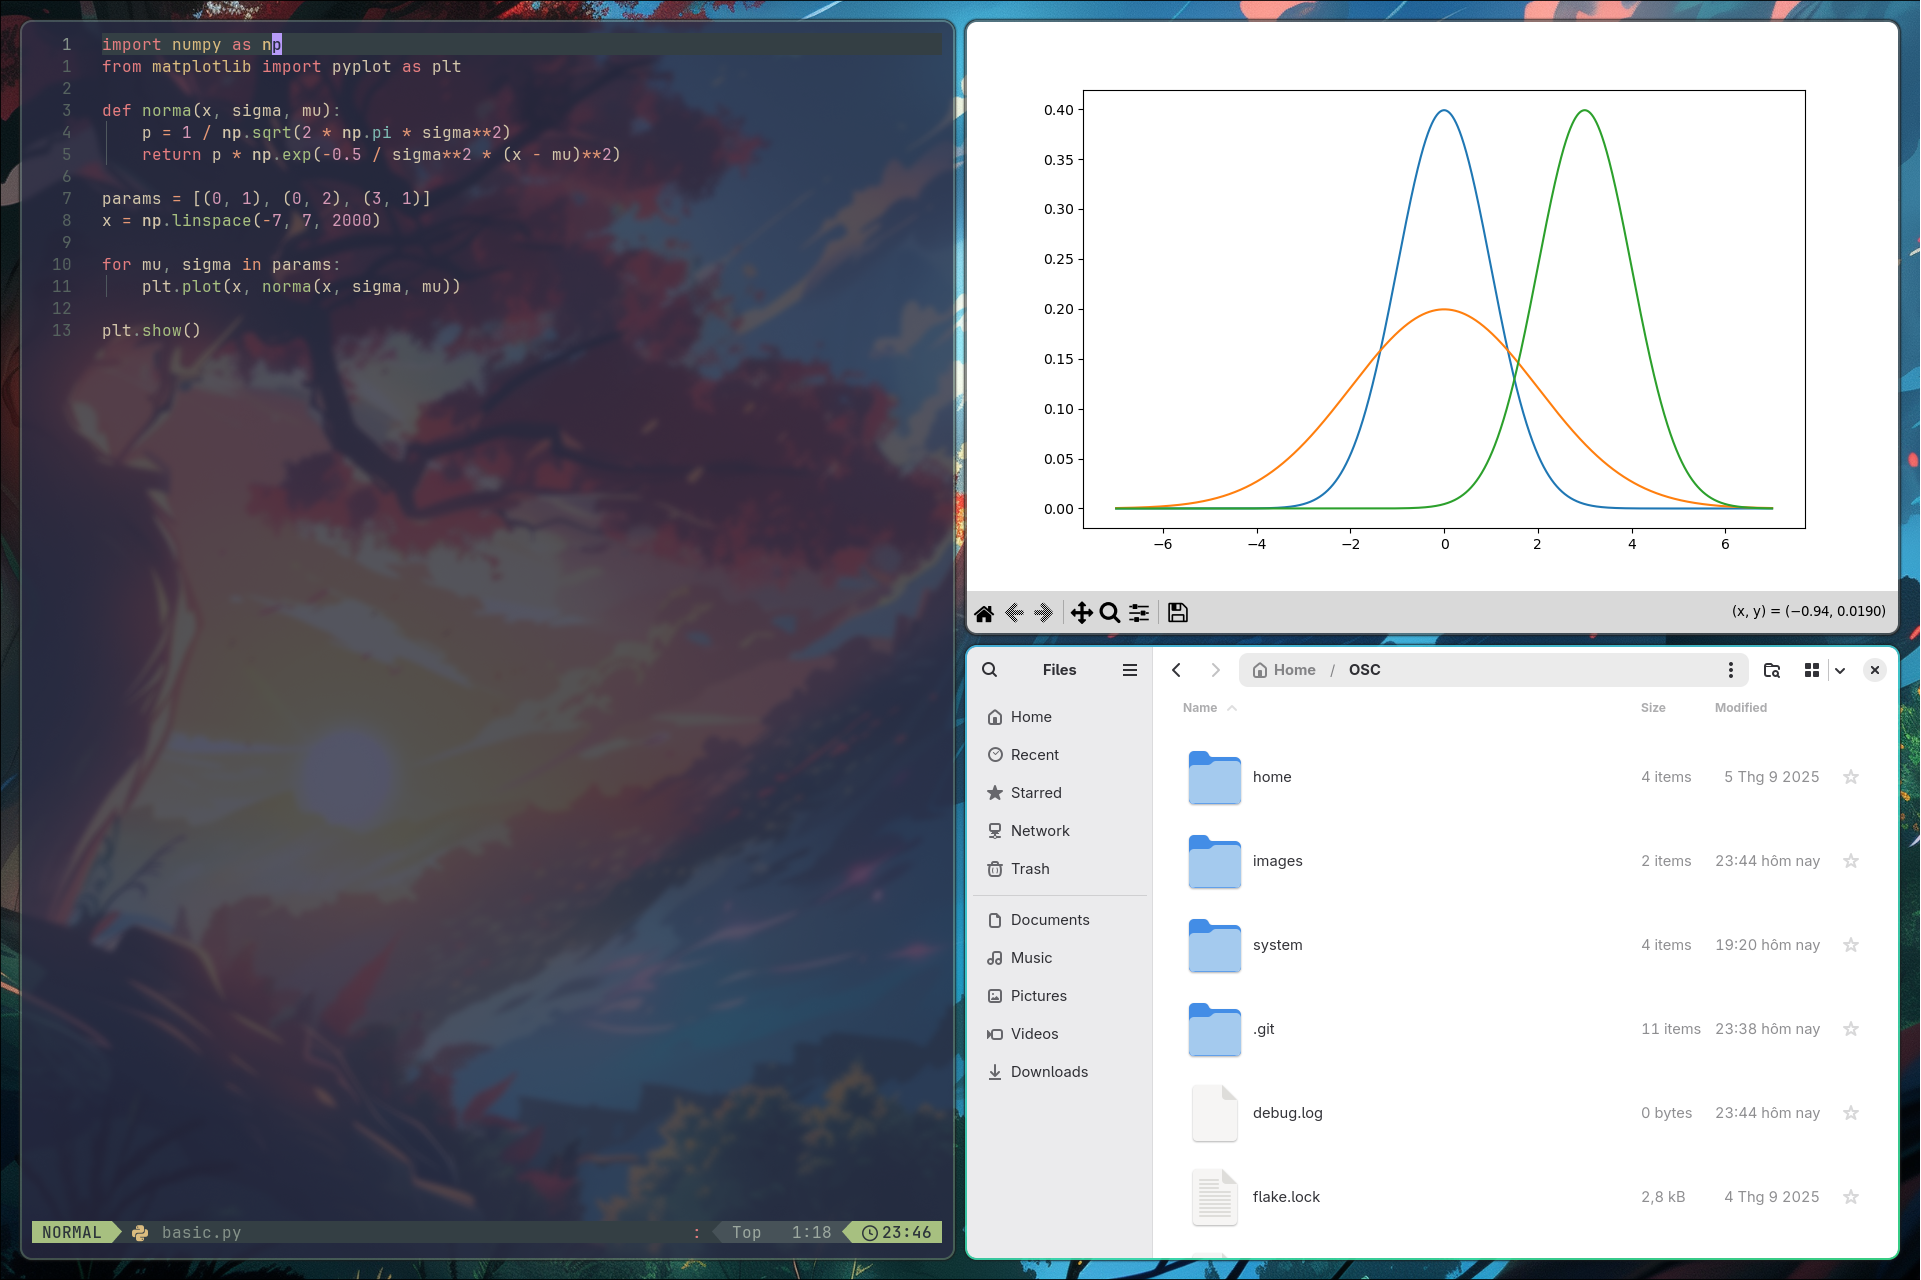 1 import numpy as np
1 from matplotlib import pyplot as plt
2
3 def norma(x, sigma, mu):
4 p = 1 / np.sqrt(2 * np.pi * sigma**2)
5 return p * np.exp(-0.5 / sigma**2 * (x - mu)**2)
6
7 params = [(0, 1), (0, 2), (3, 1)]
8 x = np.linspace(-7, 7, 2000)
9
10 for mu, sigma in params:
11 plt.plot(x, norma(x, sigma, mu))
12
13 plt.show()
NORMAL basic.py : Top 1:18 23:46
0.40
0.35
0.30
0.25
0.20
0.15
0.10
0.05
0.00
−6 −4 −2 0 2 4 6
(x, y) = (−0.94, 0.0190)
Files
Home
Recent
Starred
Network
Trash
Documents
Music
Pictures
Videos
Downloads
Home / OSC
Name Size Modified
home 4 items 5 Thg 9 2025
images 2 items 23:44 hôm nay
system 4 items 19:20 hôm nay
.git 11 items 23:38 hôm nay
debug.log 0 bytes 23:44 hôm nay
flake.lock 2,8 kB 4 Thg 9 2025